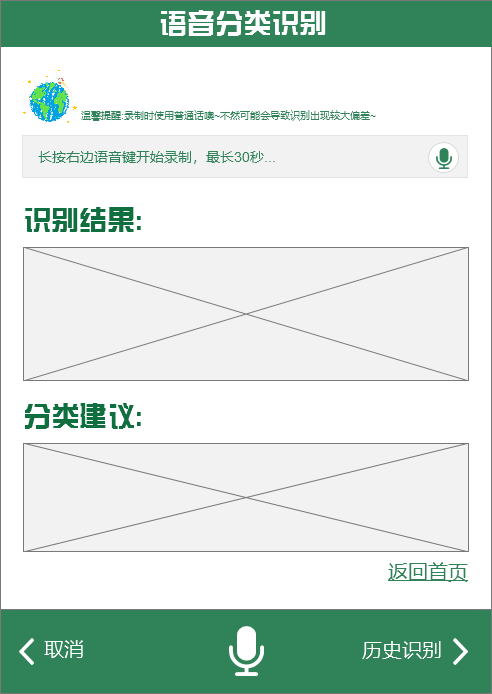 语音分类识别
温馨提醒:录制时使用普通话噢~不然可能会导致识别出现较大偏差~
长按右边语音键开始录制，最长30秒...
识别结果:
分类建议:
返回首页
取消
历史识别